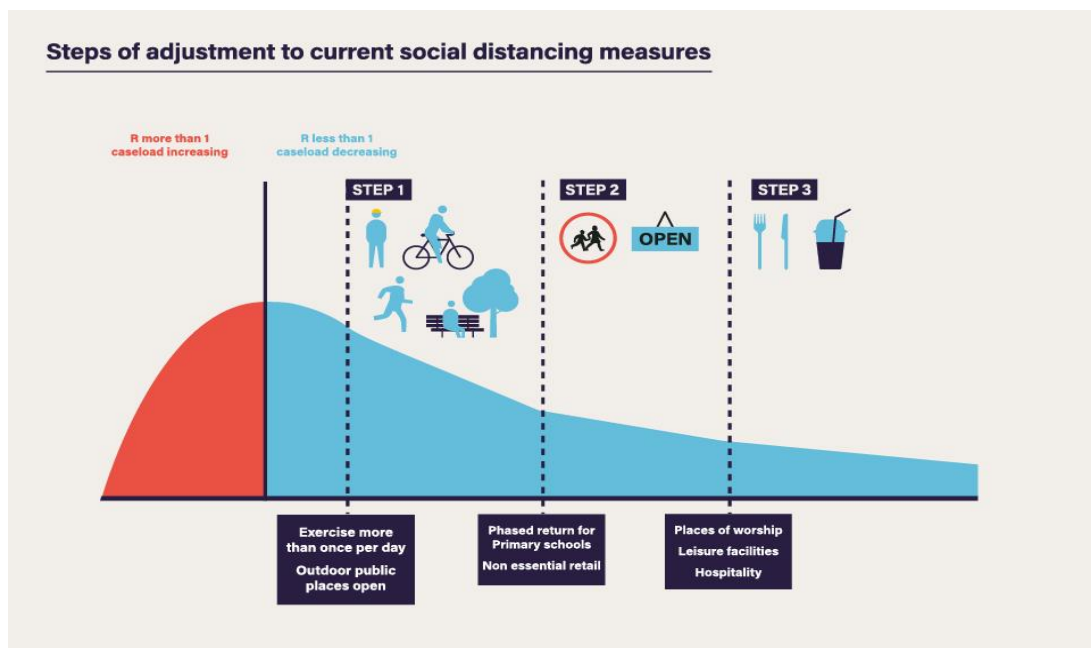 Steps of adjustment to current social distancing measures
R more than 1
caseload increasing
R less than 1
caseload decreasing
STEP 1
STEP 2
STEP 3
OPEN
Exercise more
than once per day
Outdoor public
places open
Phased return for
Primary schools
Non essential retail
Places of worship
Leisure facilities
Hospitality